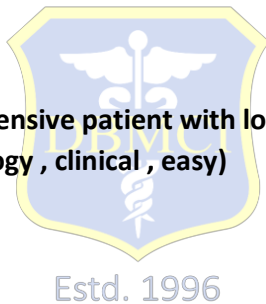 ensive patient with lo
ogy , clinical , easy)
DBMCI
Estd. 1996